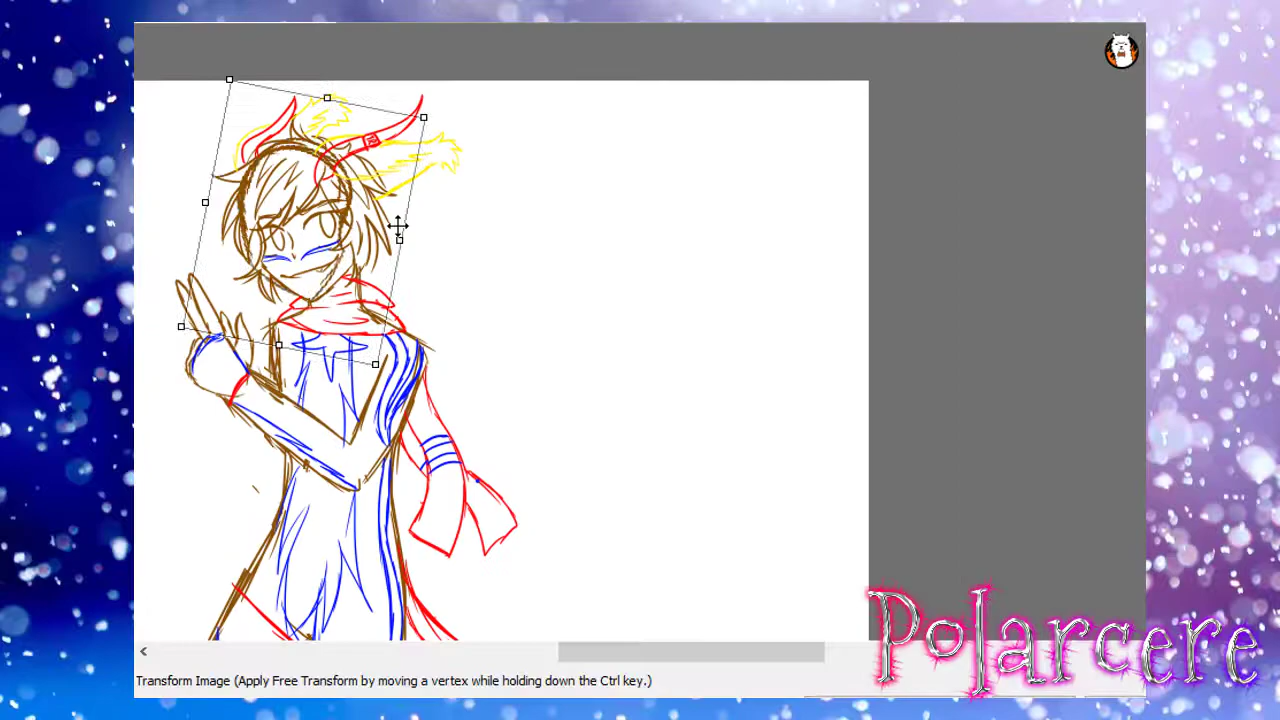 Transform Image (Apply Free Transform by moving a vertex while holding down the Ctrl key.)
Polarcere